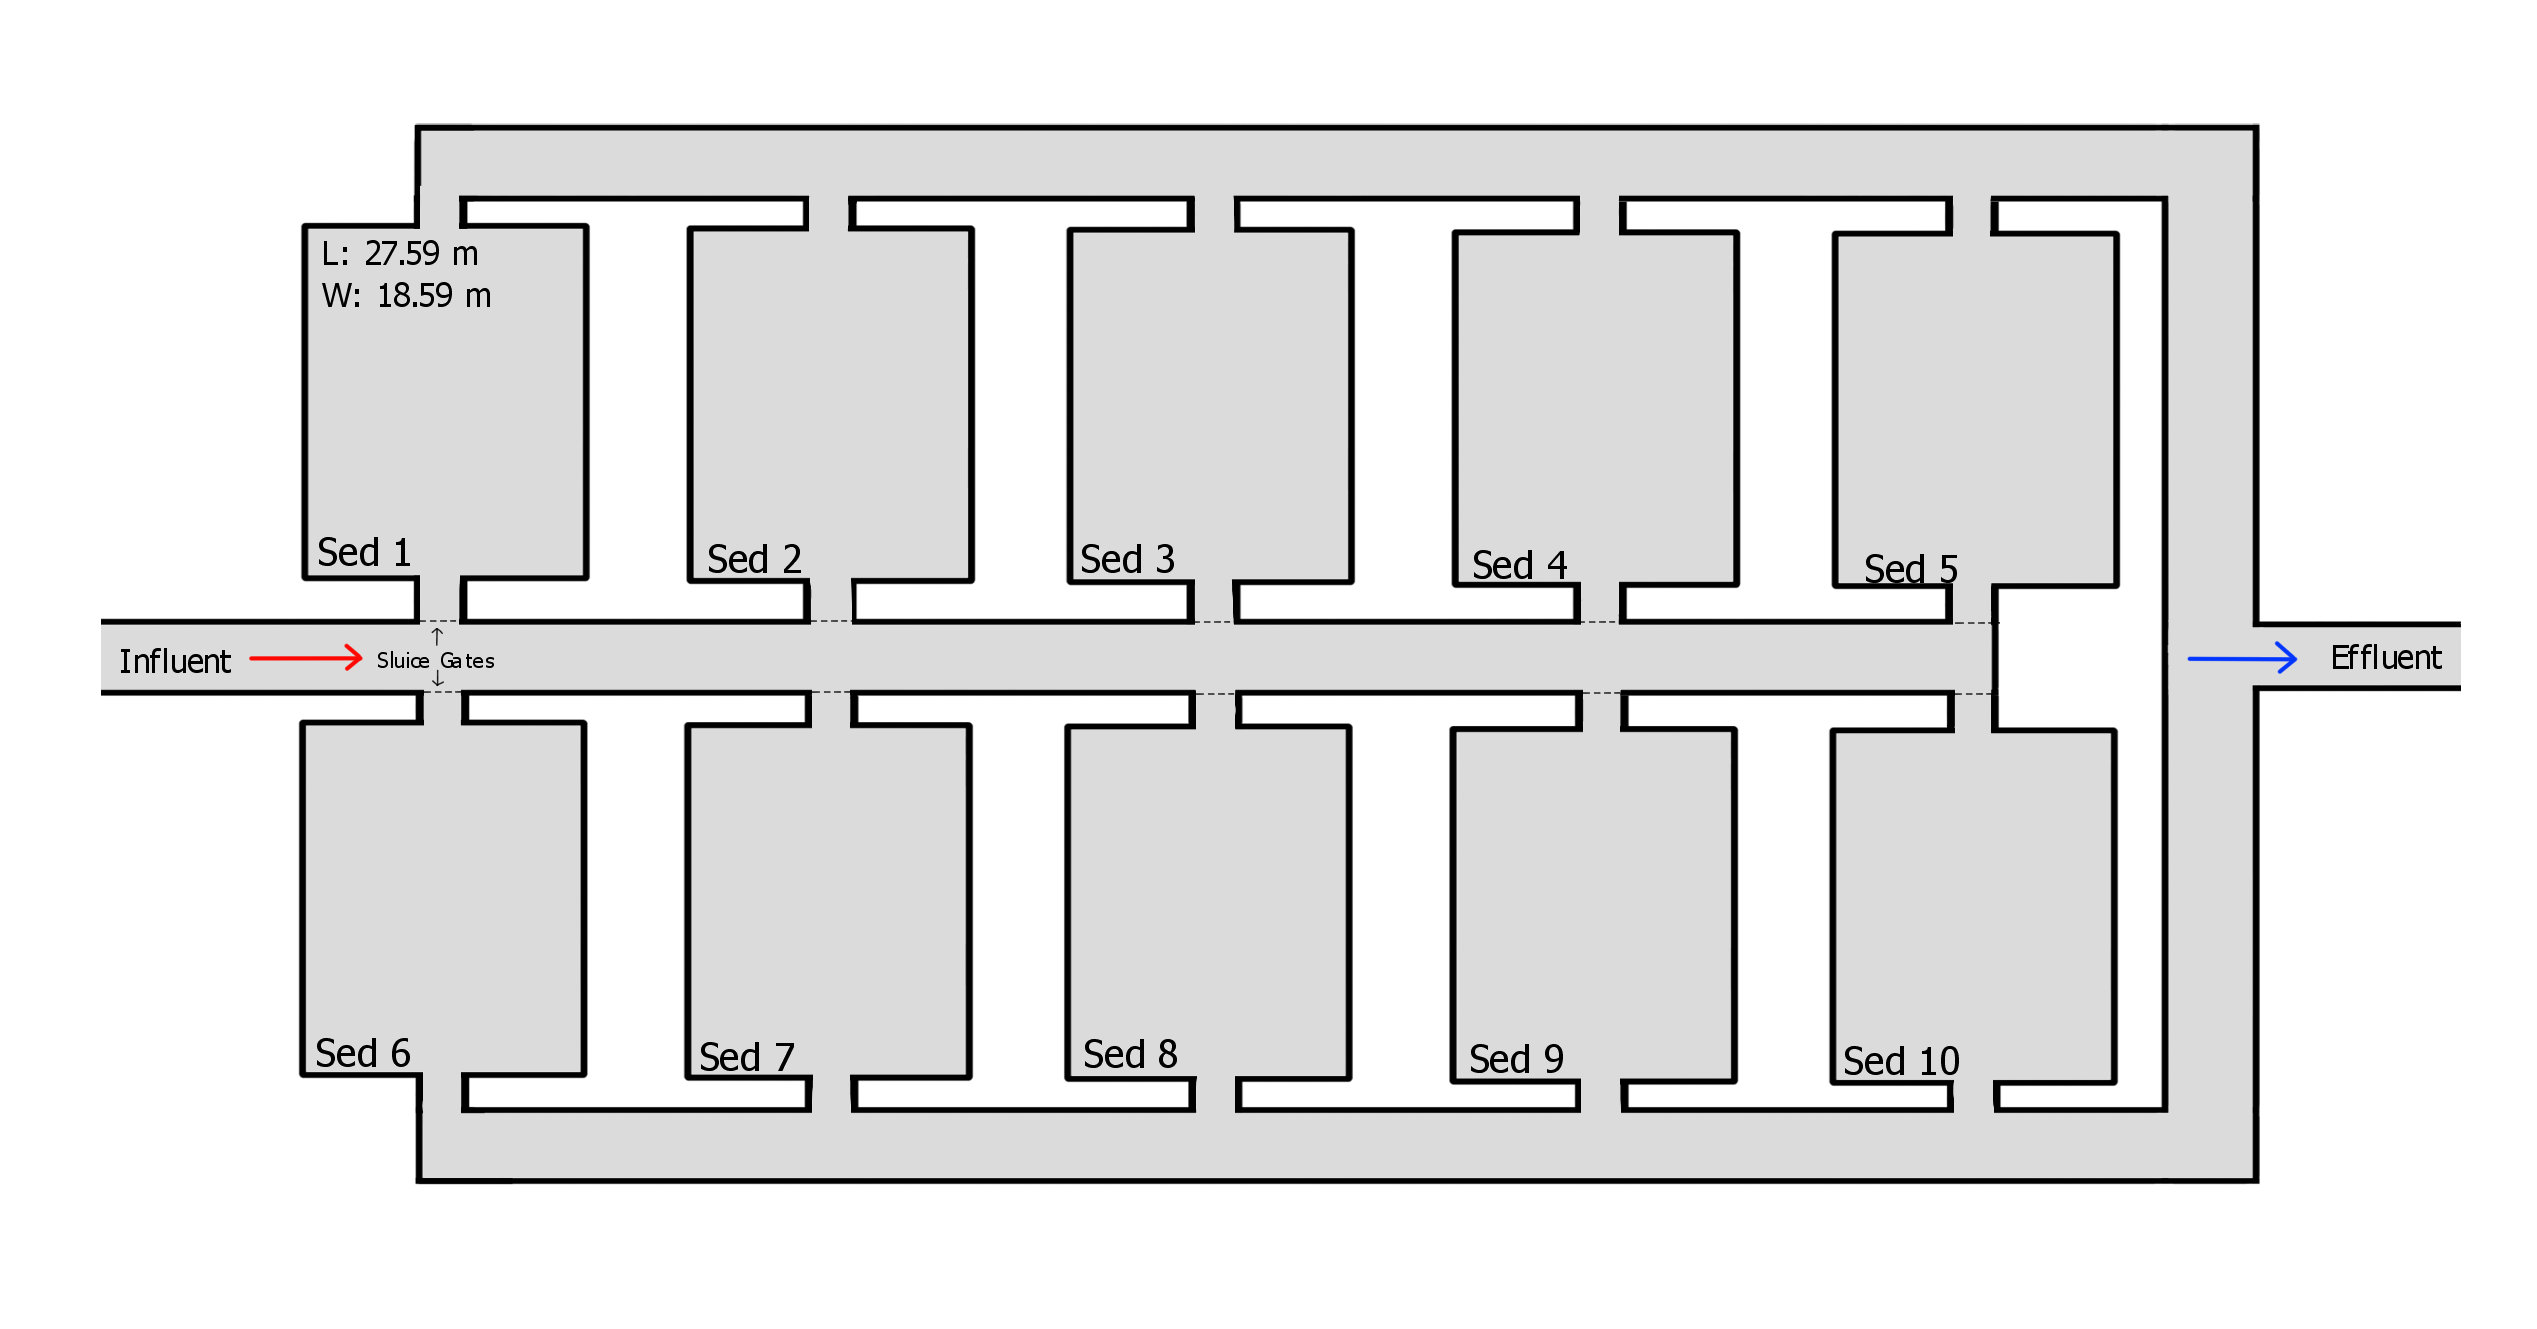 L: 27.59 m
W: 18.59 m
Sed 1
Sed 2
Sed 3
Sed 4
Sed 5
Influent
Sluice Gates
Effluent
Sed 6
Sed 7
Sed 8
Sed 9
Sed 10